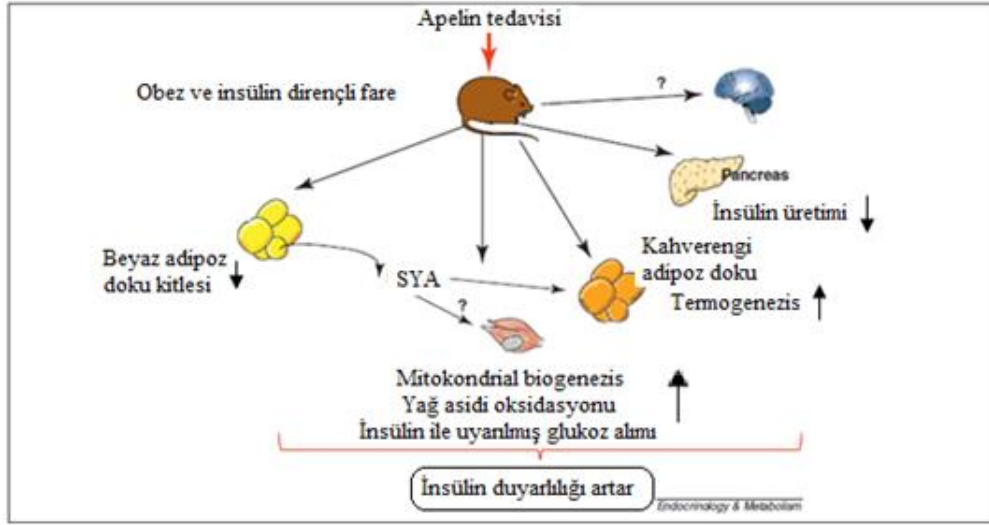 Apelin tedavisi
Obez ve insülin dirençli fare
?
Pancreas
İnsülin üretimi
Kahverengi
adipoz doku
Termogenezis
Beyaz adipoz
doku kitlesi
SYA
?
Mitokondrial biogenezis
Yağ asidi oksidasyonu
İnsülin ile uyarılmış glukoz alımı
İnsülin duyarlılığı artar
Endocrinology & Metabolism